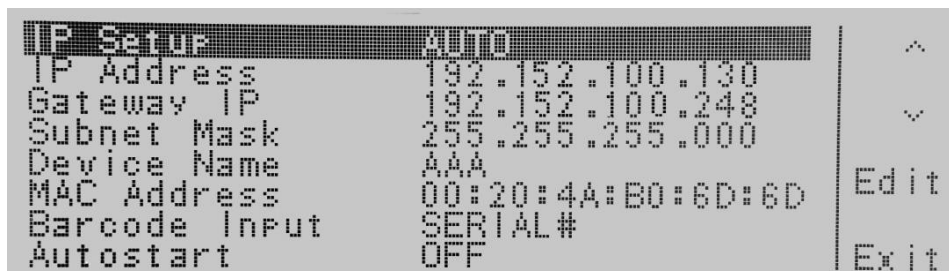 IP Setup AUTO
IP Address 192.152.100.130
Gateway IP 192.152.100.248
Subnet Mask 255.255.255.000
Device Name AAA
MAC Address 00:20:4A:B0:6D:6D
Barcode Input SERIAL#
Autostart OFF
^
v
Edit
Exit